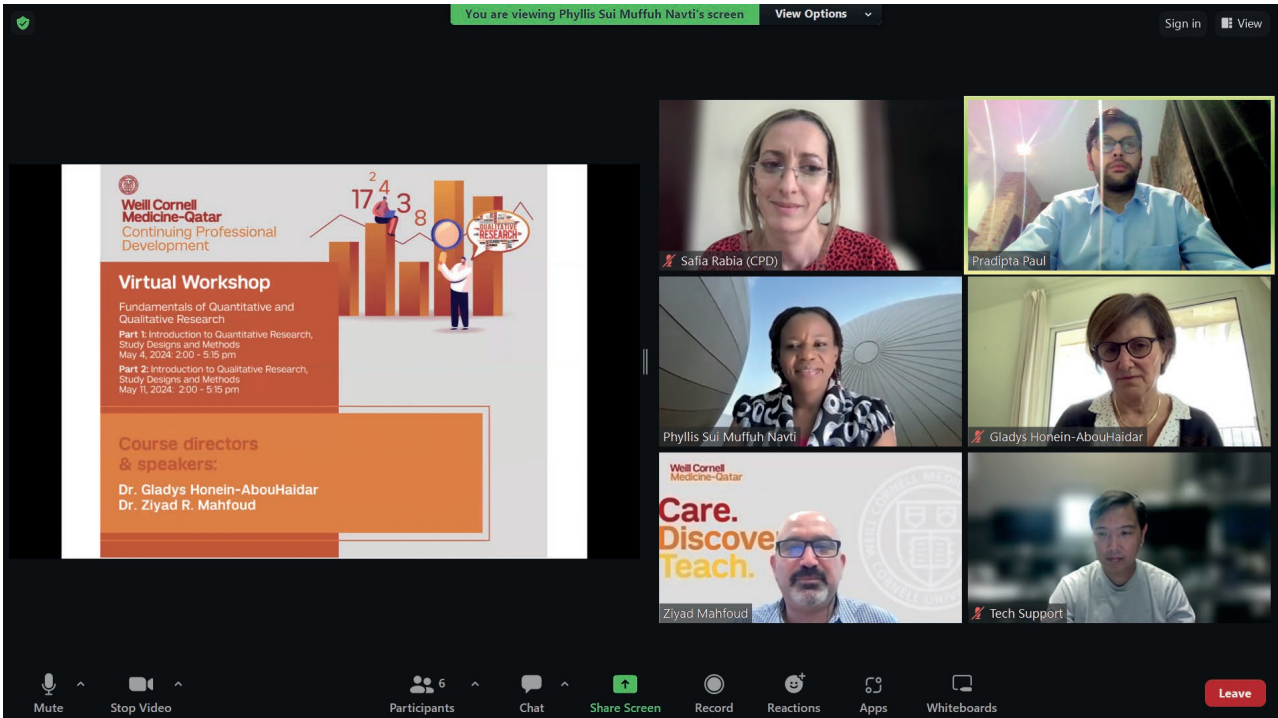 You are viewing Phyllis Sui Muffuh Navti's screen
View Options
Sign in
View
Weill Cornell
Medicine-Qatar
Continuing Professional
Development
2
17 4 3 8
QUALITATIVE
RESEARCH
Virtual Workshop
Fundamentals of Quantitative and
Qualitative Research
Part 1: Introduction to Quantitative Research,
Study Designs and Methods
May 4, 2024: 2:00 - 5:15 pm
Part 2: Introduction to Qualitative Research,
Study Designs and Methods
May 11, 2024: 2:00 - 5:15 pm
Course directors
& speakers:
Dr. Gladys Honein-AbouHaidar
Dr. Ziyad R. Mahfoud
Safia Rabia (CPD)
Pradipta Paul
Phyllis Sui Muffuh Navti
Gladys Honein-AbouHaidar
Weill Cornell
Medicine-Qatar
Care.
Discove
Teach.
Ziyad Mahfoud
Tech Support
Mute
Stop Video
6
Participants
Chat
Share Screen
Record
Reactions
Apps
Whiteboards
Leave